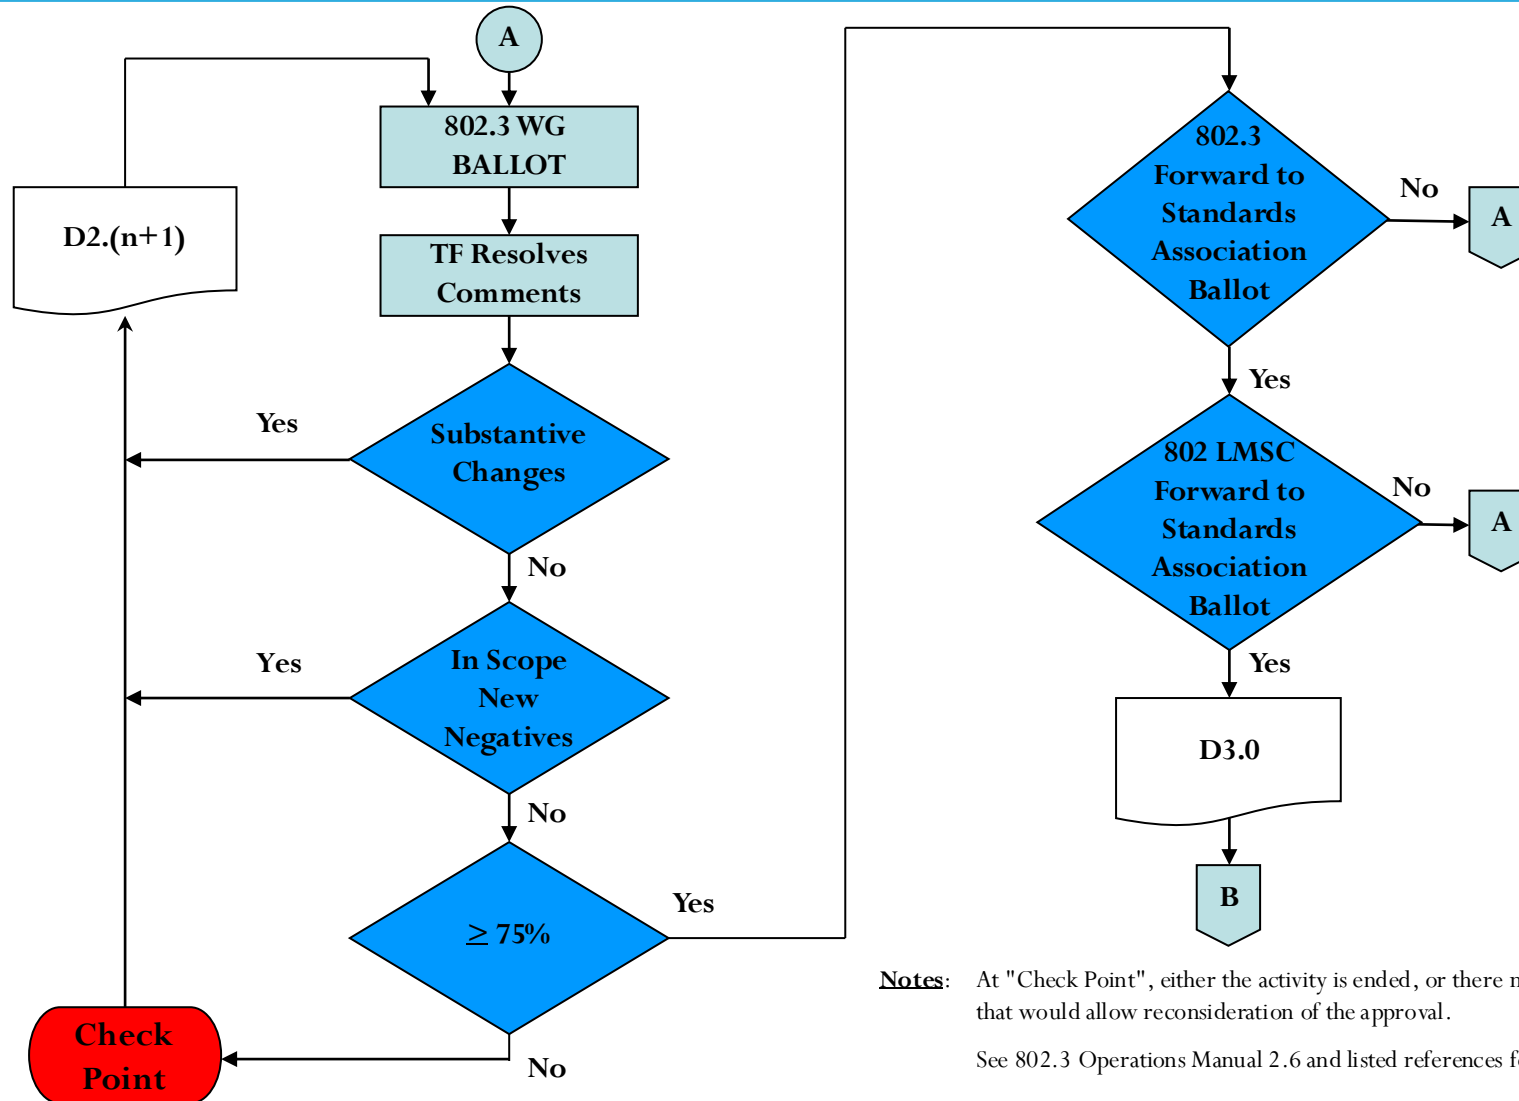 A
802.3 WG
BALLOT
D2.(n+1)
TF Resolves
Comments
Yes
Substantive
Changes
No
Yes
In Scope
New
Negatives
No
≥ 75%
Yes
No
Check
Point
802.3
Forward to
Standards
Association
Ballot
No
A
Yes
802 LMSC
Forward to
Standards
Association
Ballot
No
A
Yes
D3.0
B
Notes: At "Check Point", either the activity is ended, or there
that would allow reconsideration of the approval.
See 802.3 Operations Manual 2.6 and listed references